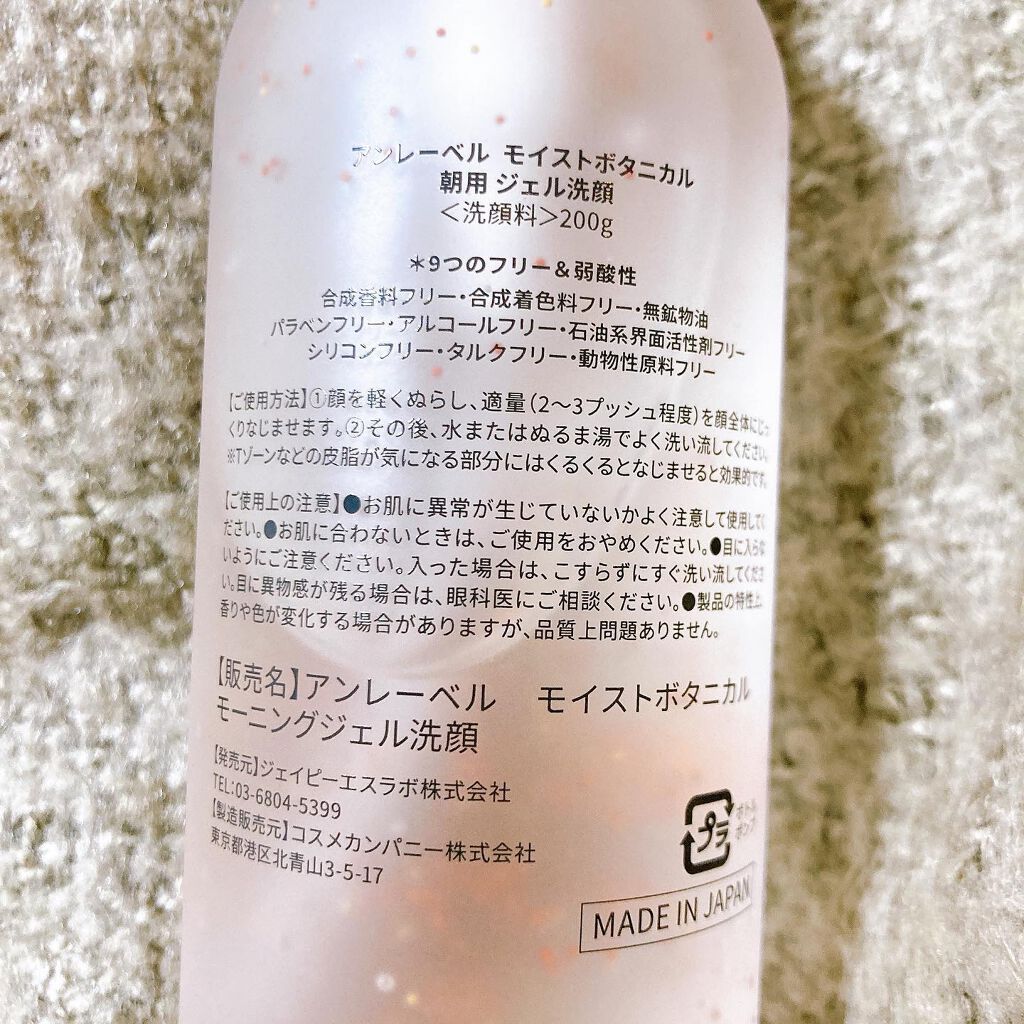 アンレーベル モイストボタニカル
朝用 ジェル洗顔
＜洗顔料＞200g
＊9つのフリー＆弱酸性
合成香料フリー・合成着色料フリー・無鉱物油
パラベンフリー・アルコールフリー・石油系界面活性剤フリー
シリコンフリー・タルクフリー・動物性原料フリー
【ご使用方法】①顔を軽くぬらし、適量（2〜3プッシュ程度）を顔全体にじっ
くりなじませます。②その後、水またはぬるま湯でよく洗い流してください。
※Tゾーンなどの皮脂が気になる部分にはくるくるとなじませると効果的です。
【ご使用上の注意】●お肌に異常が生じていないかよく注意して使用してく
ださい。●お肌に合わないときは、ご使用をおやめください。●目に入らな
いようにご注意ください。入った場合は、こすらずにすぐ洗い流してくださ
い。目に異物感が残る場合は、眼科医にご相談ください。●製品の特性上、
香りや色が変化する場合がありますが、品質上問題ありません。
【販売名】アンレーベル モイストボタニカル
モーニングジェル洗顔
【発売元】ジェイピーエスラボ株式会社
TEL：03-6804-5399
【製造販売元】コスメカンパニー株式会社
東京都港区北青山3-5-17
プラ
ボトル
ポンプ
MADE IN JAPAN